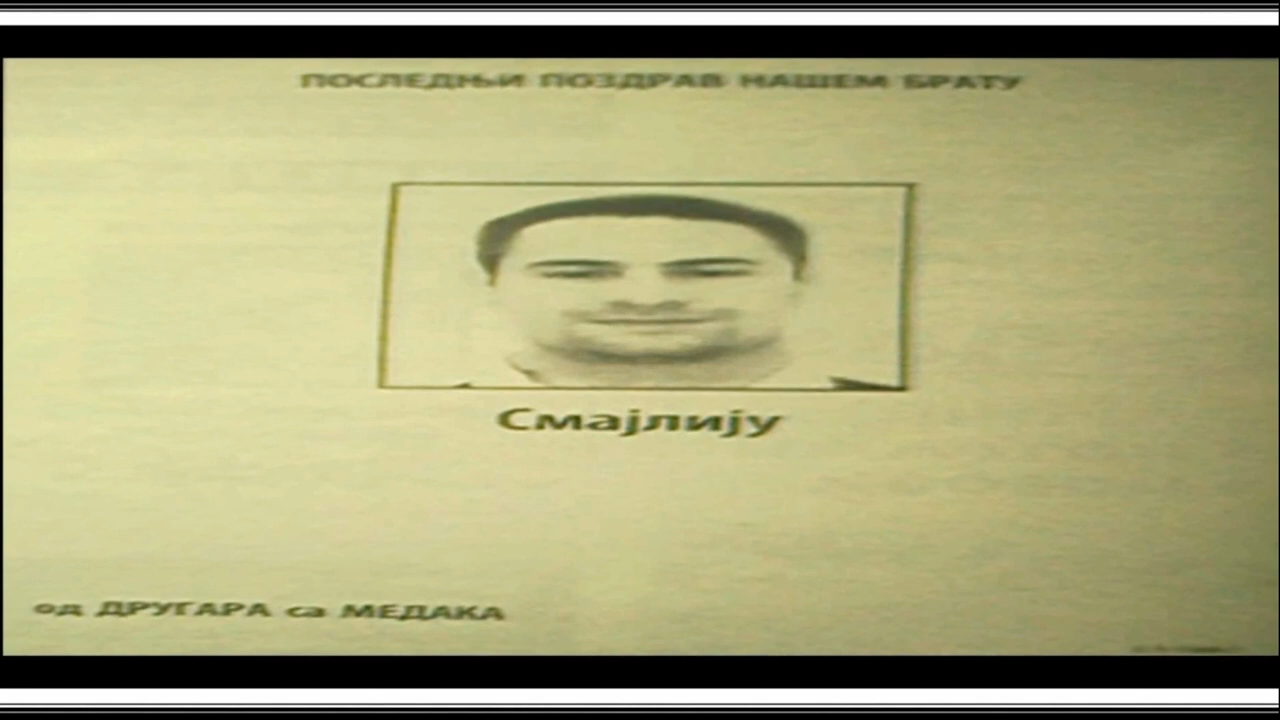 ПОСЛЕДЊИ ПОЗДРАВ НАШЕМ БРАТУ
Смајлију
од ДРУГАРА са МЕДАКА